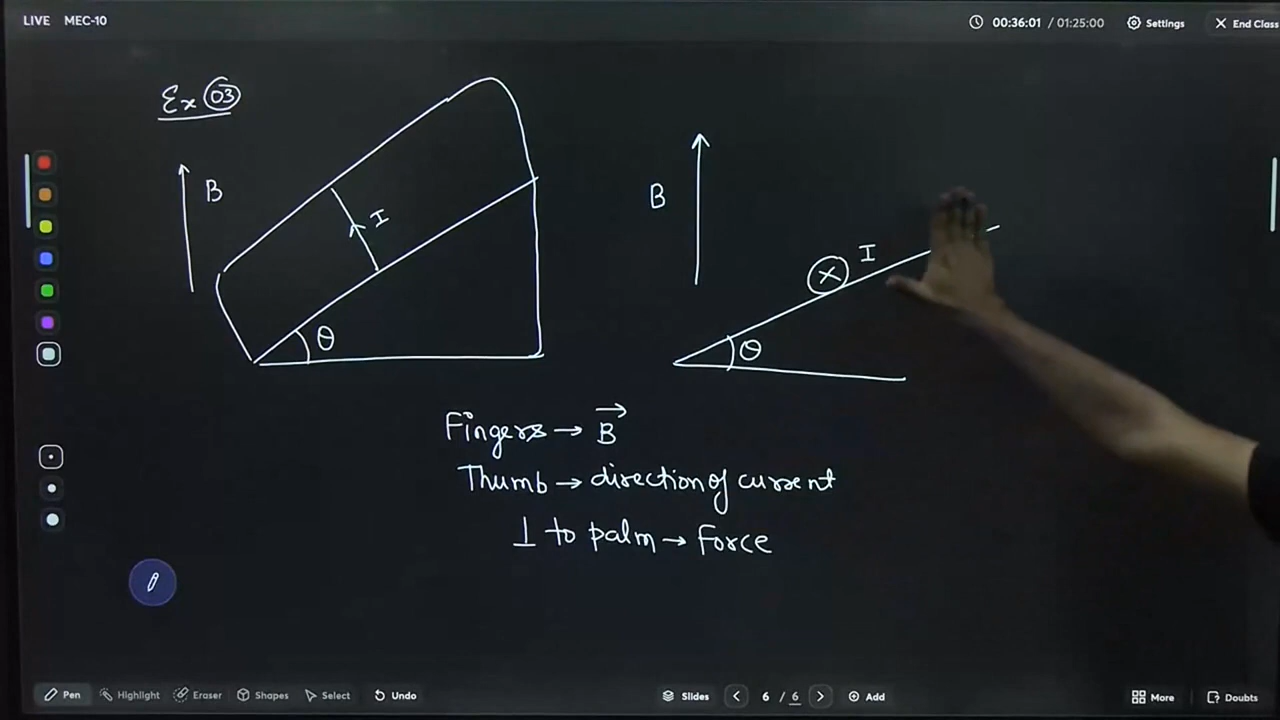 LIVE MEC-10
00:36:01 / 01:25:00 Settings End Class
Ex 03
B
I
θ
B
I
θ
Fingers → B
Thumb → direction of current
⊥ to palm → Force
Pen Highlight Eraser Shapes Select Undo
Slides 6 / 6 Add
More Doubts